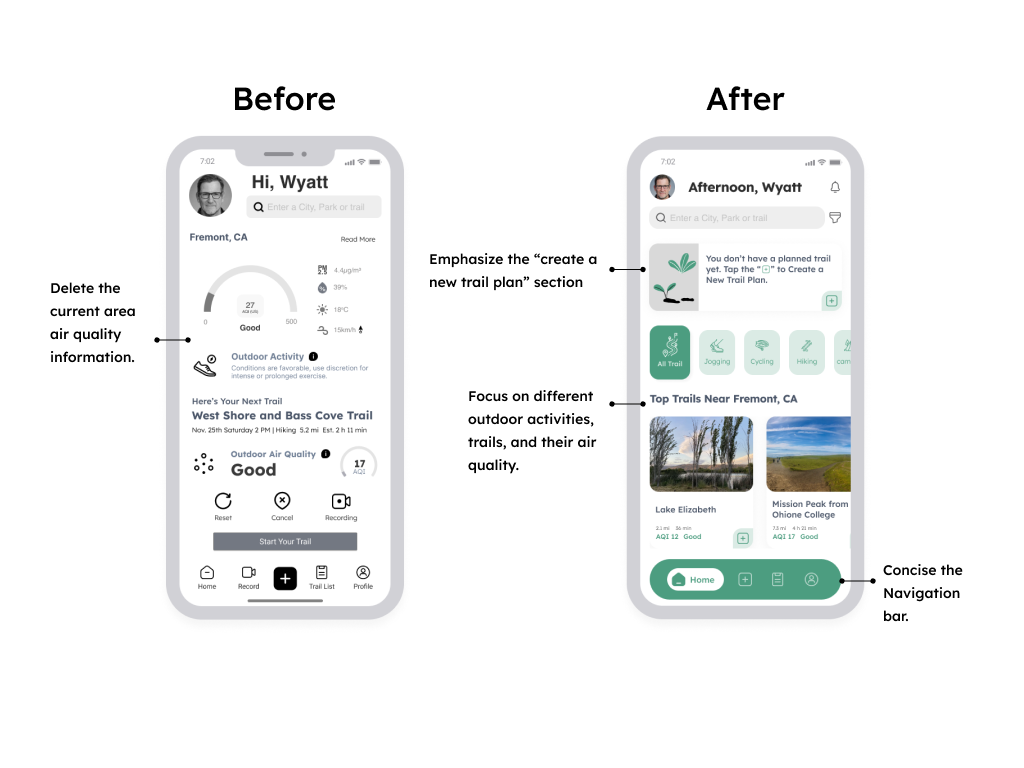 Before
After
7:02
Hi, Wyatt
Enter a City, Park or trail
Fremont, CA
Read More
4.4µg/m³
39%
18°C
15km/h
27
0
500
Good
Outdoor Activity
Conditions are favorable, use discretion for
intense or prolonged exercise.
Here's Your Next Trail
West Shore and Bass Cove Trail
Nov. 25th Saturday 2 PM | Hiking 5.2 mi Est. 2 h 11 min
Outdoor Air Quality
Good
17
AQI
Reset
Cancel
Recording
Start Your Trail
Home
Record
Trail List
Profile
Delete the
current area
air quality
information.
Emphasize the “create a
new trail plan” section
Focus on different
outdoor activities,
trails, and their air
quality.
7:02
Afternoon, Wyatt
Enter a City, Park or trail
You don’t have a planned trail
yet. Tap the “ ” to Create a
New Trail Plan.
All Trail
Jogging
Cycling
Hiking
cam
Top Trails Near Fremont, CA
Lake Elizabeth
2.1 mi 36 min
AQI 12 Good
Mission Peak from
Ohione College
7.3 mi 4 h 21 min
AQI 17 Good
Home
Concise the
Navigation
bar.